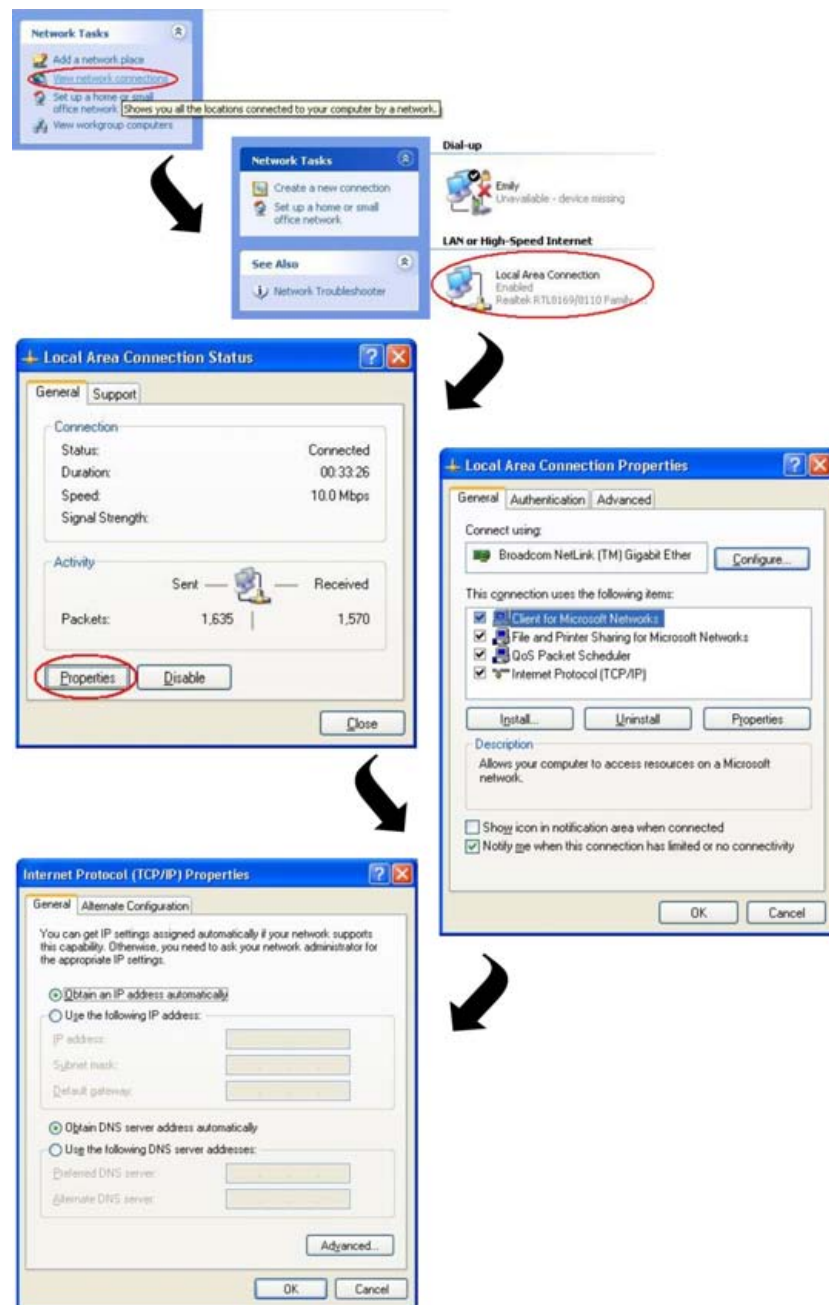 Network Tasks
Add a network place
View network connections
Set up a home or small
office network
Shows you all the locations connected to your computer by a network.
View workgroup computers
Network Tasks
Create a new connection
Set up a home or small
office network
See Also
Network Troubleshooter
Dial-up
Emily
Unavailable - device missing
LAN or High-Speed Internet
Local Area Connection
Enabled
Realtek RTL8169/8110 Family
Local Area Connection Status
General Support
Connection
Status: Connected
Duration: 00:33:26
Speed: 10.0 Mbps
Signal Strength:
Activity
Sent Received
Packets: 1,635 1,570
Properties Disable
Close
Local Area Connection Properties
General Authentication Advanced
Connect using:
Broadcom NetLink (TM) Gigabit Ether Configure...
This connection uses the following items:
Client for Microsoft Networks
File and Printer Sharing for Microsoft Networks
QoS Packet Scheduler
Internet Protocol (TCP/IP)
Install... Uninstall Properties
Description
Allows your computer to access resources on a Microsoft
network.
Show icon in notification area when connected
Notify me when this connection has limited or no connectivity
OK Cancel
Internet Protocol (TCP/IP) Properties
General Alternate Configuration
You can get IP settings assigned automatically if your network supports
this capability. Otherwise, you need to ask your network administrator for
the appropriate IP settings.
Obtain an IP address automatically
Use the following IP address:
IP address:
Subnet mask:
Default gateway:
Obtain DNS server address automatically
Use the following DNS server addresses:
Preferred DNS server:
Alternate DNS server:
Advanced...
OK Cancel